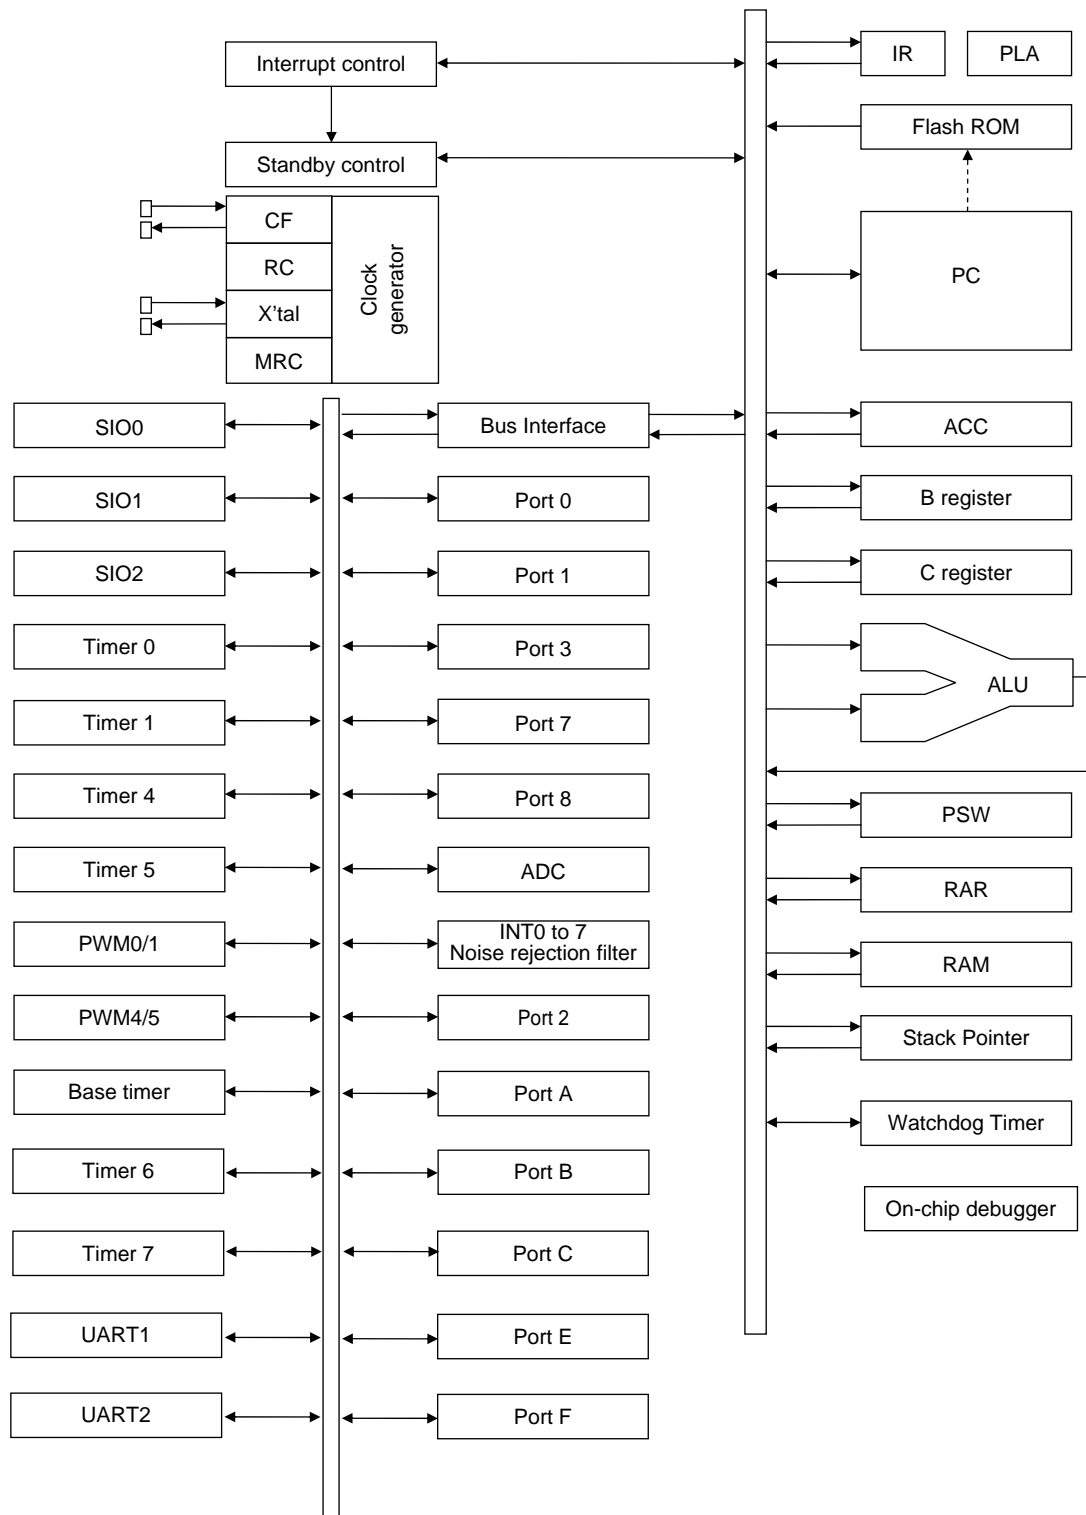 Interrupt control
IR
PLA
Standby control
Flash ROM
CF
RC
X'tal
MRC
Clock
generator
PC
SIO0
Bus Interface
ACC
SIO1
Port 0
B register
SIO2
Port 1
C register
Timer 0
Port 3
ALU
Timer 1
Port 7
Timer 4
Port 8
PSW
Timer 5
ADC
RAR
PWM0/1
INT0 to 7
Noise rejection filter
RAM
PWM4/5
Port 2
Stack Pointer
Base timer
Port A
Watchdog Timer
Timer 6
Port B
On-chip debugger
Timer 7
Port C
UART1
Port E
UART2
Port F